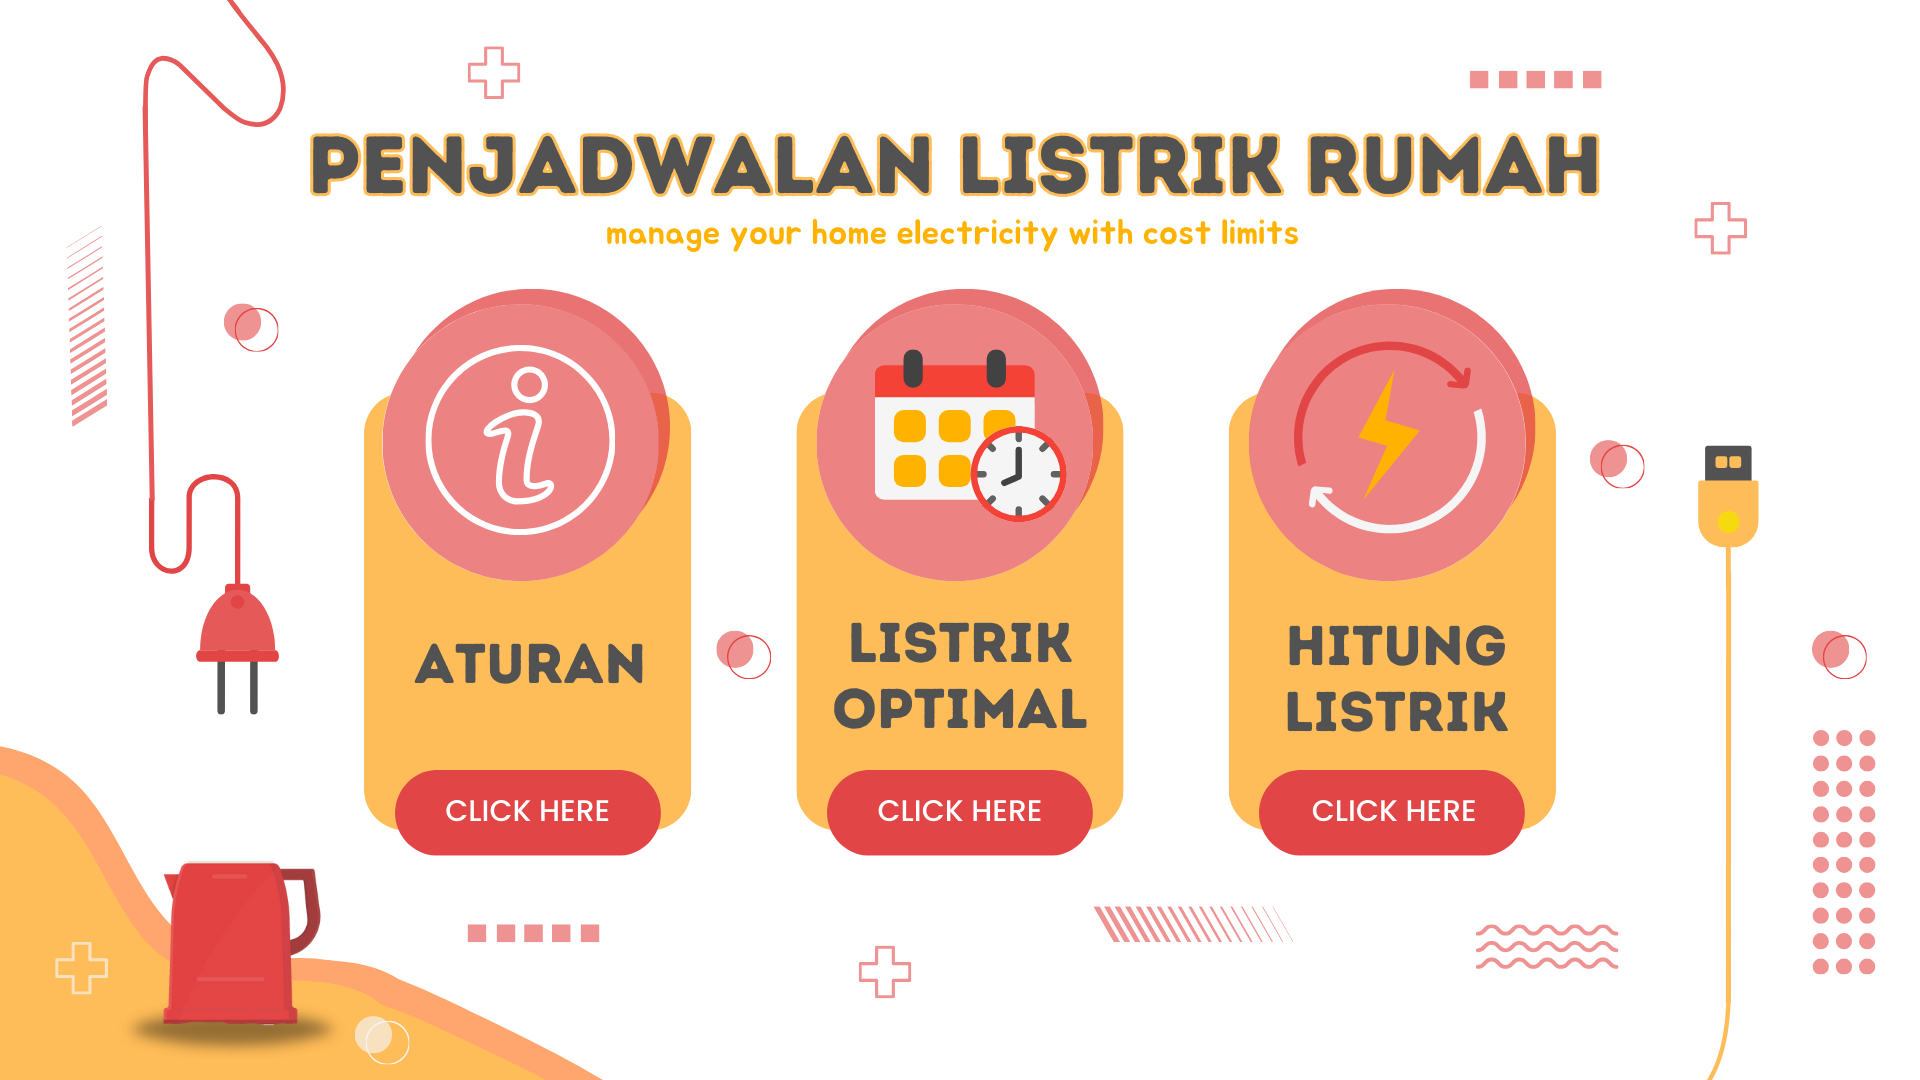 PENJADWALAN LISTRIK RUMAH
manage your home electricity with cost limits
ATURAN
CLICK HERE
LISTRIK
OPTIMAL
CLICK HERE
HITUNG
LISTRIK
CLICK HERE